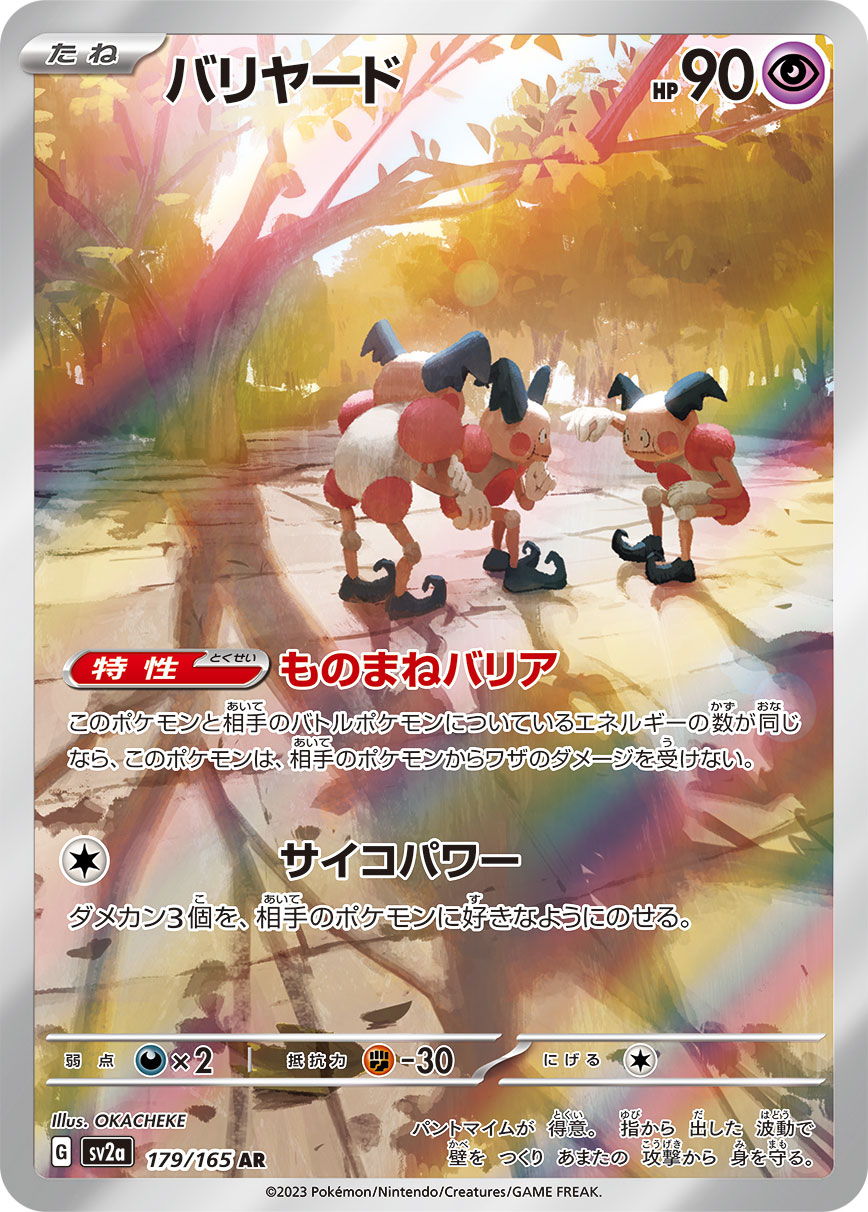 たね
バリヤード
HP 90
特性 とくせい ものまねバリア
このポケモンと相手のバトルポケモンについているエネルギーの数が同じ
なら、このポケモンは、相手のポケモンからワザのダメージを受けない。
サイコパワー
ダメカン3個を、相手のポケモンに好きなようにのせる。
弱点 ×2 抵抗力 -30 にげる
Illus. OKACHEKE
G sv2a 179/165 AR
パントマイムが 得意。 指から 出した 波動で
壁を つくり あまたの 攻撃から 身を守る。
©2023 Pokémon/Nintendo/Creatures/GAME FREAK.